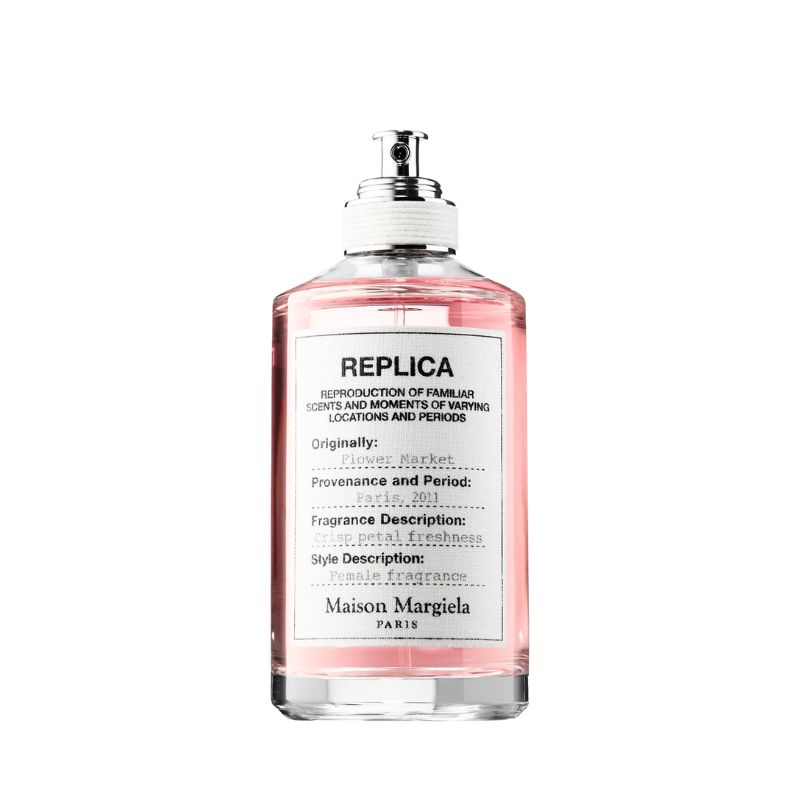 REPLICA
REPRODUCTION OF FAMILIAR
SCENTS AND MOMENTS OF VARYING
LOCATIONS AND PERIODS
Originally:
Flower Market
Provenance and Period:
Paris, 2011
Fragrance Description:
Crisp petal freshness
Style Description:
Female fragrance
Maison Margiela
PARIS